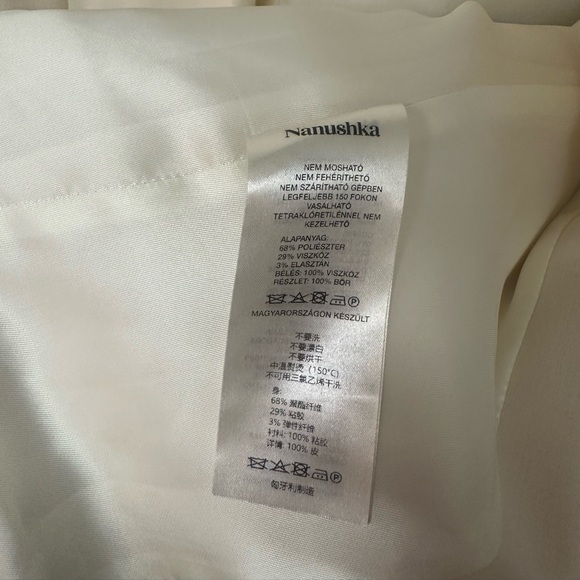 Nanushka
NEM MOSHATÓ
NEM FEHÉRÍTHETŐ
NEM SZÁRÍTHATÓ GÉPBEN
LEGFELJEBB 150 FOKON
VASALHATÓ
TETRAKLÓRETILÉNNEL NEM
KEZELHETŐ
ALAPANYAG:
68% POLIÉSZTER
29% VISZKÓZ
3% ELASZTÁN
BÉLÉS: 100% VISZKÓZ
RÉSZLET: 100% BŐR
P
MAGYARORSZÁGON KÉSZÜLT
不要洗
不要漂白
不要烘干
中温熨烫 (150°C)
不可用三氯乙烯干洗
身:
68% 聚酯纤维
29% 粘胶
3% 弹性纤维
衬料: 100% 粘胶
详情: 100% 皮
P
匈牙利制造